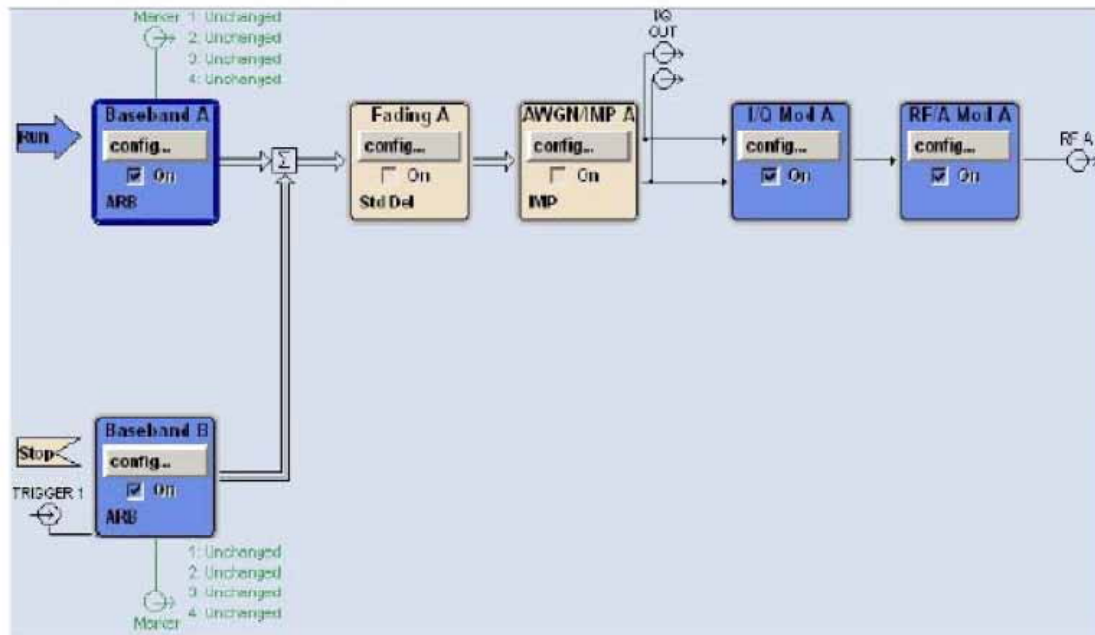 Marker 1: Unchanged
2: Unchanged
3: Unchanged
4: Unchanged
I/Q
OUT
Run
Baseband A
config...
On
ARB
Σ
Fading A
config...
On
Std Del
AWGN/IMP A
config...
On
IMP
I/Q Mod A
config...
On
RF/A Mod A
config...
On
RF A
Stop
TRIGGER 1
Baseband B
config...
On
ARB
1: Unchanged
2: Unchanged
3: Unchanged
4: Unchanged
Marker